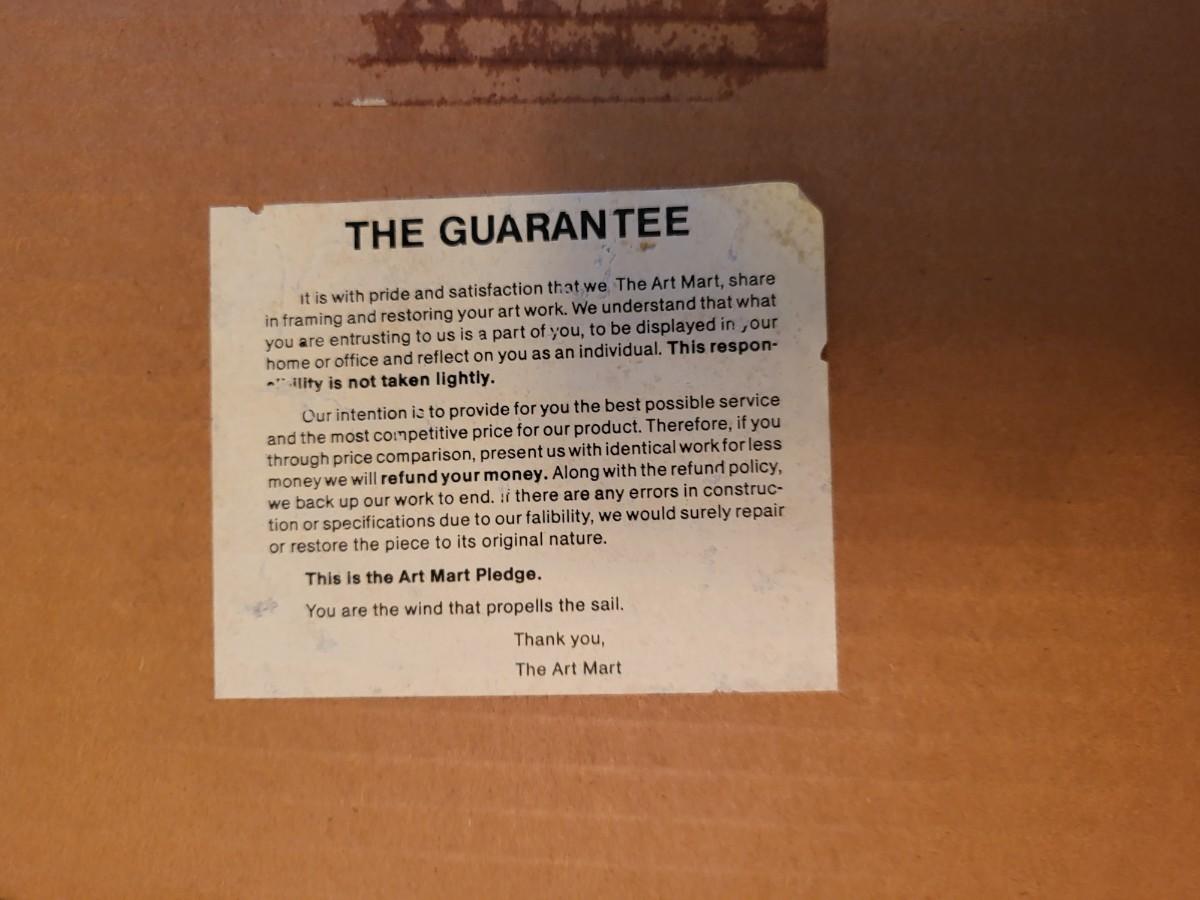 THE GUARANTEE
It is with pride and satisfaction that we The Art Mart, share
in framing and restoring your art work. We understand that what
you are entrusting to us is a part of you, to be displayed in your
home or office and reflect on you as an individual. This respon-
sibility is not taken lightly.
Our intention is to provide for you the best possible service
and the most competitive price for our product. Therefore, if you
through price comparison, present us with identical work for less
money we will refund your money. Along with the refund policy,
we back up our work to end. If there are any errors in construc-
tion or specifications due to our falibility, we would surely repair
or restore the piece to its original nature.
This is the Art Mart Pledge.
You are the wind that propells the sail.
Thank you,
The Art Mart